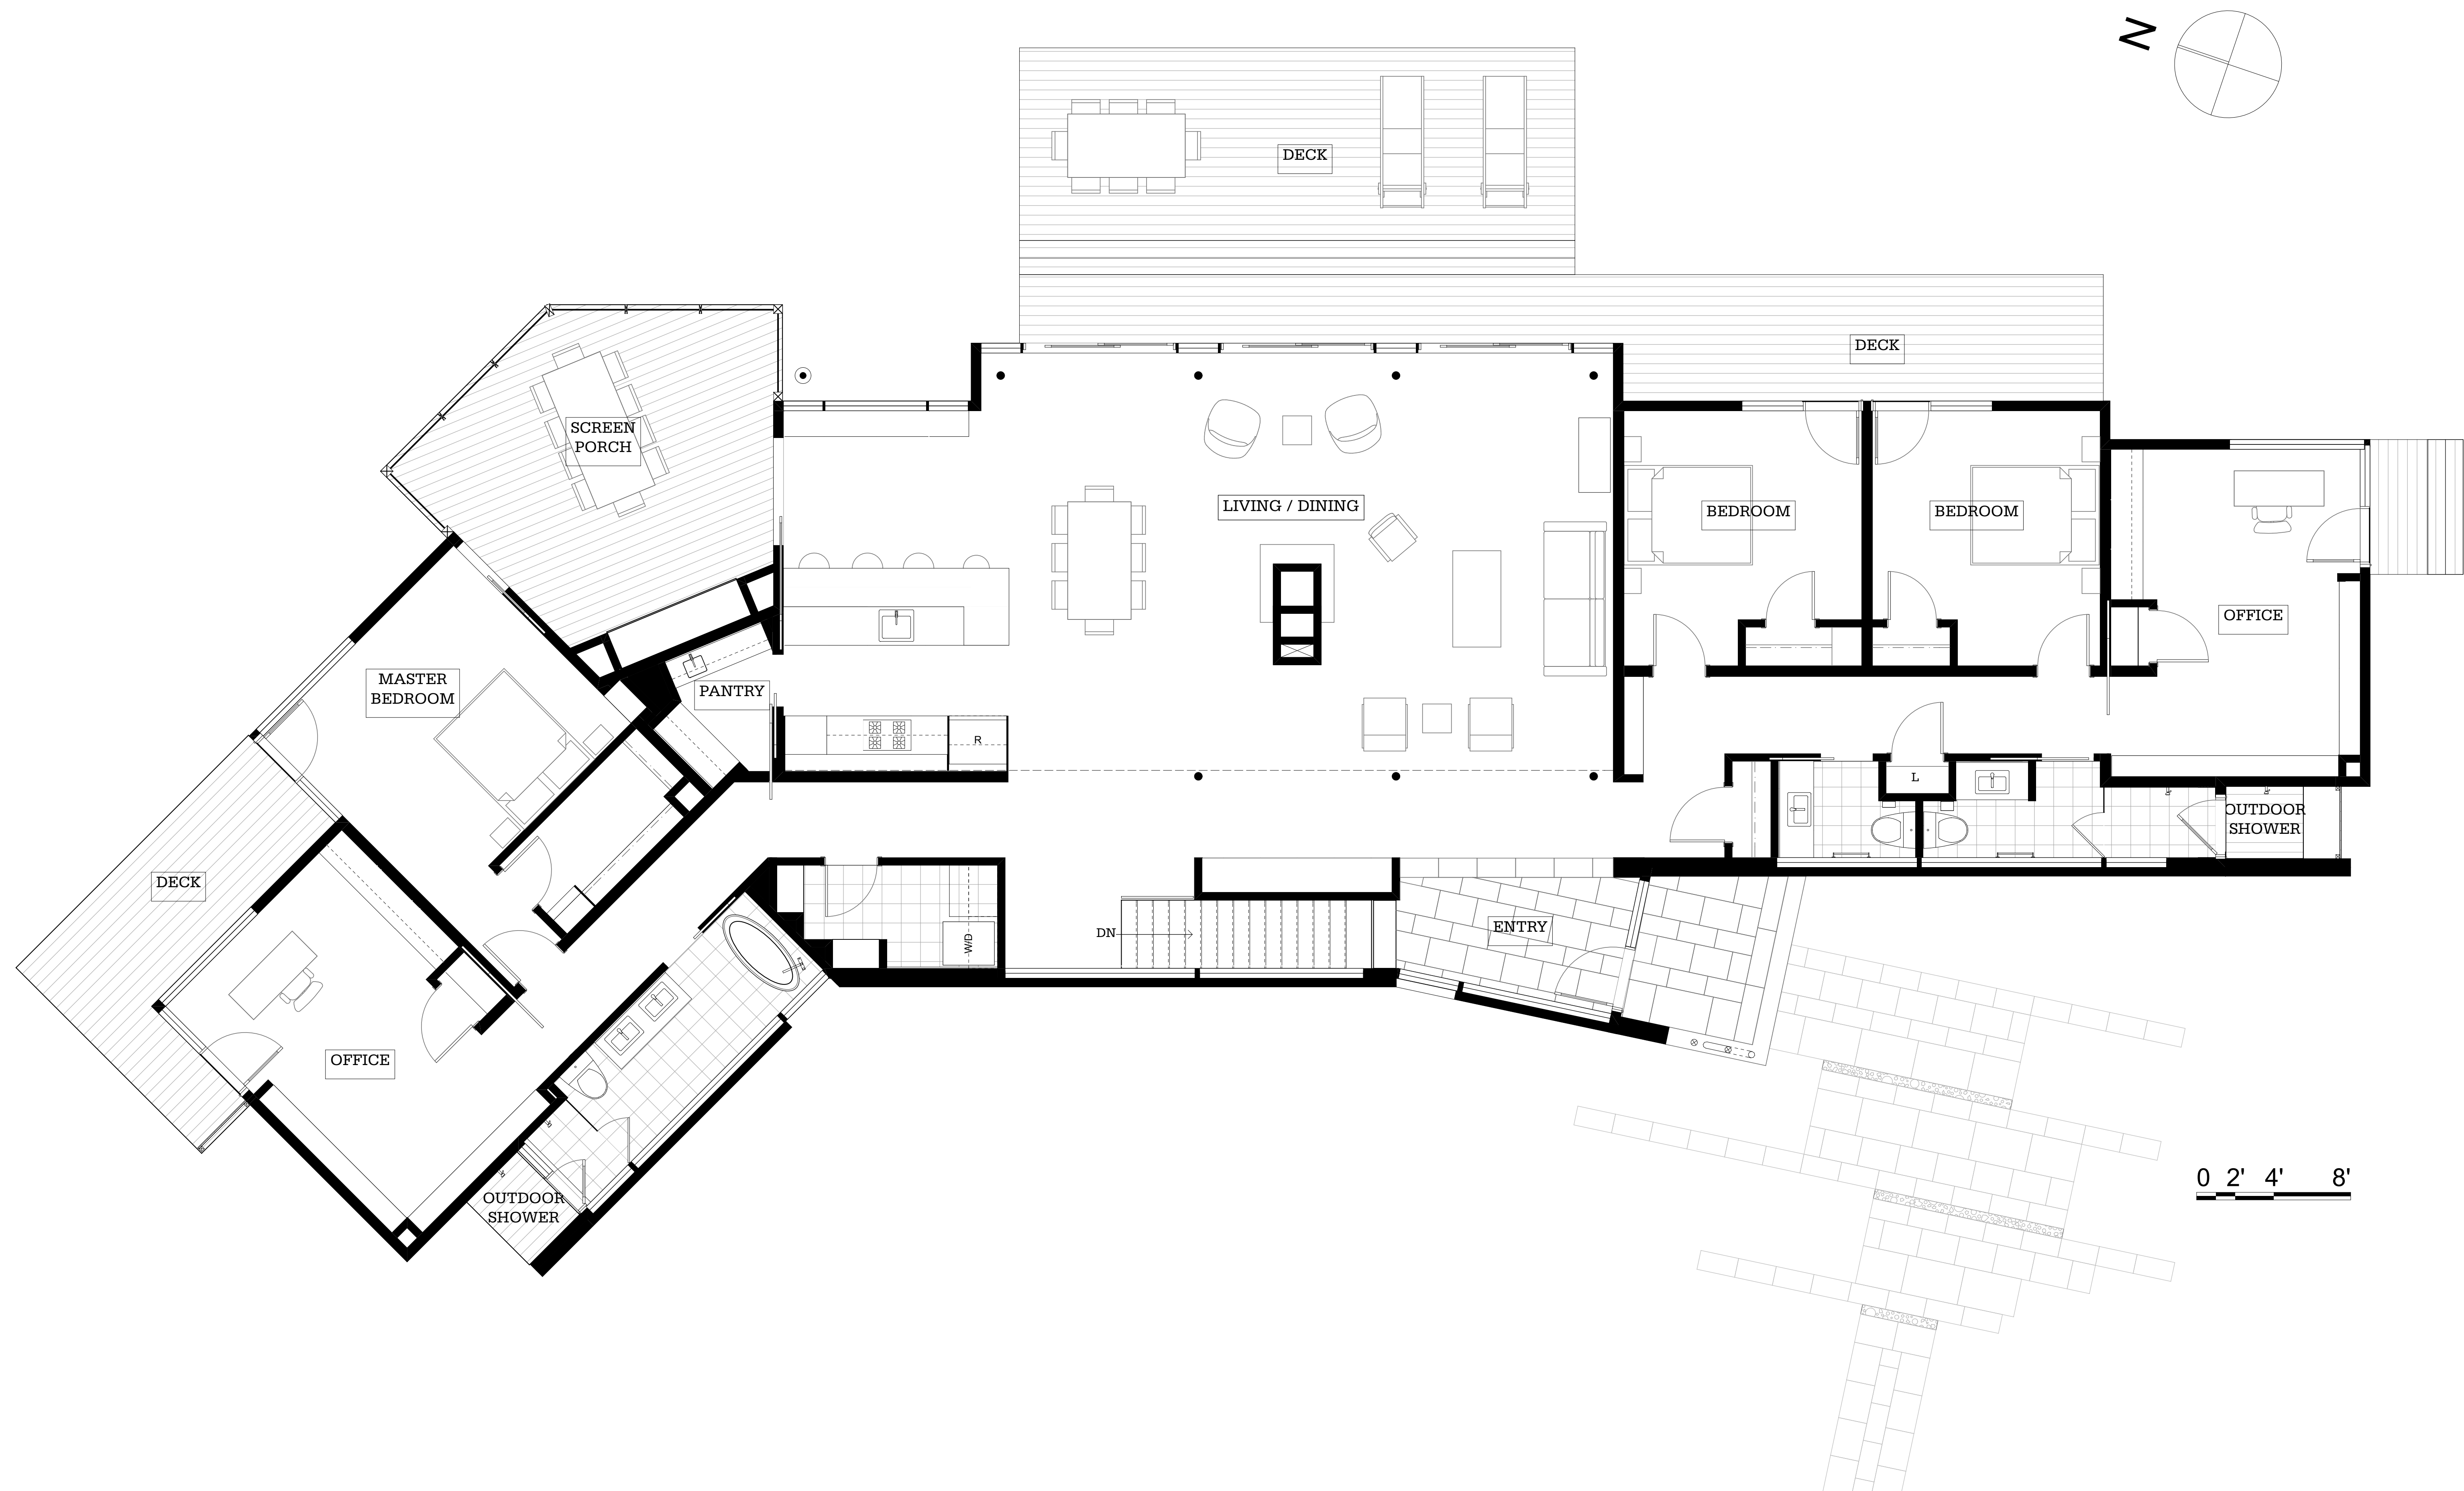 N
DECK
DECK
SCREEN
PORCH
LIVING / DINING
BEDROOM
BEDROOM
OFFICE
MASTER
BEDROOM
PANTRY
R
L
OUTDOOR
SHOWER
DECK
DN
W/D
ENTRY
OFFICE
OUTDOOR
SHOWER
0 2' 4' 8'